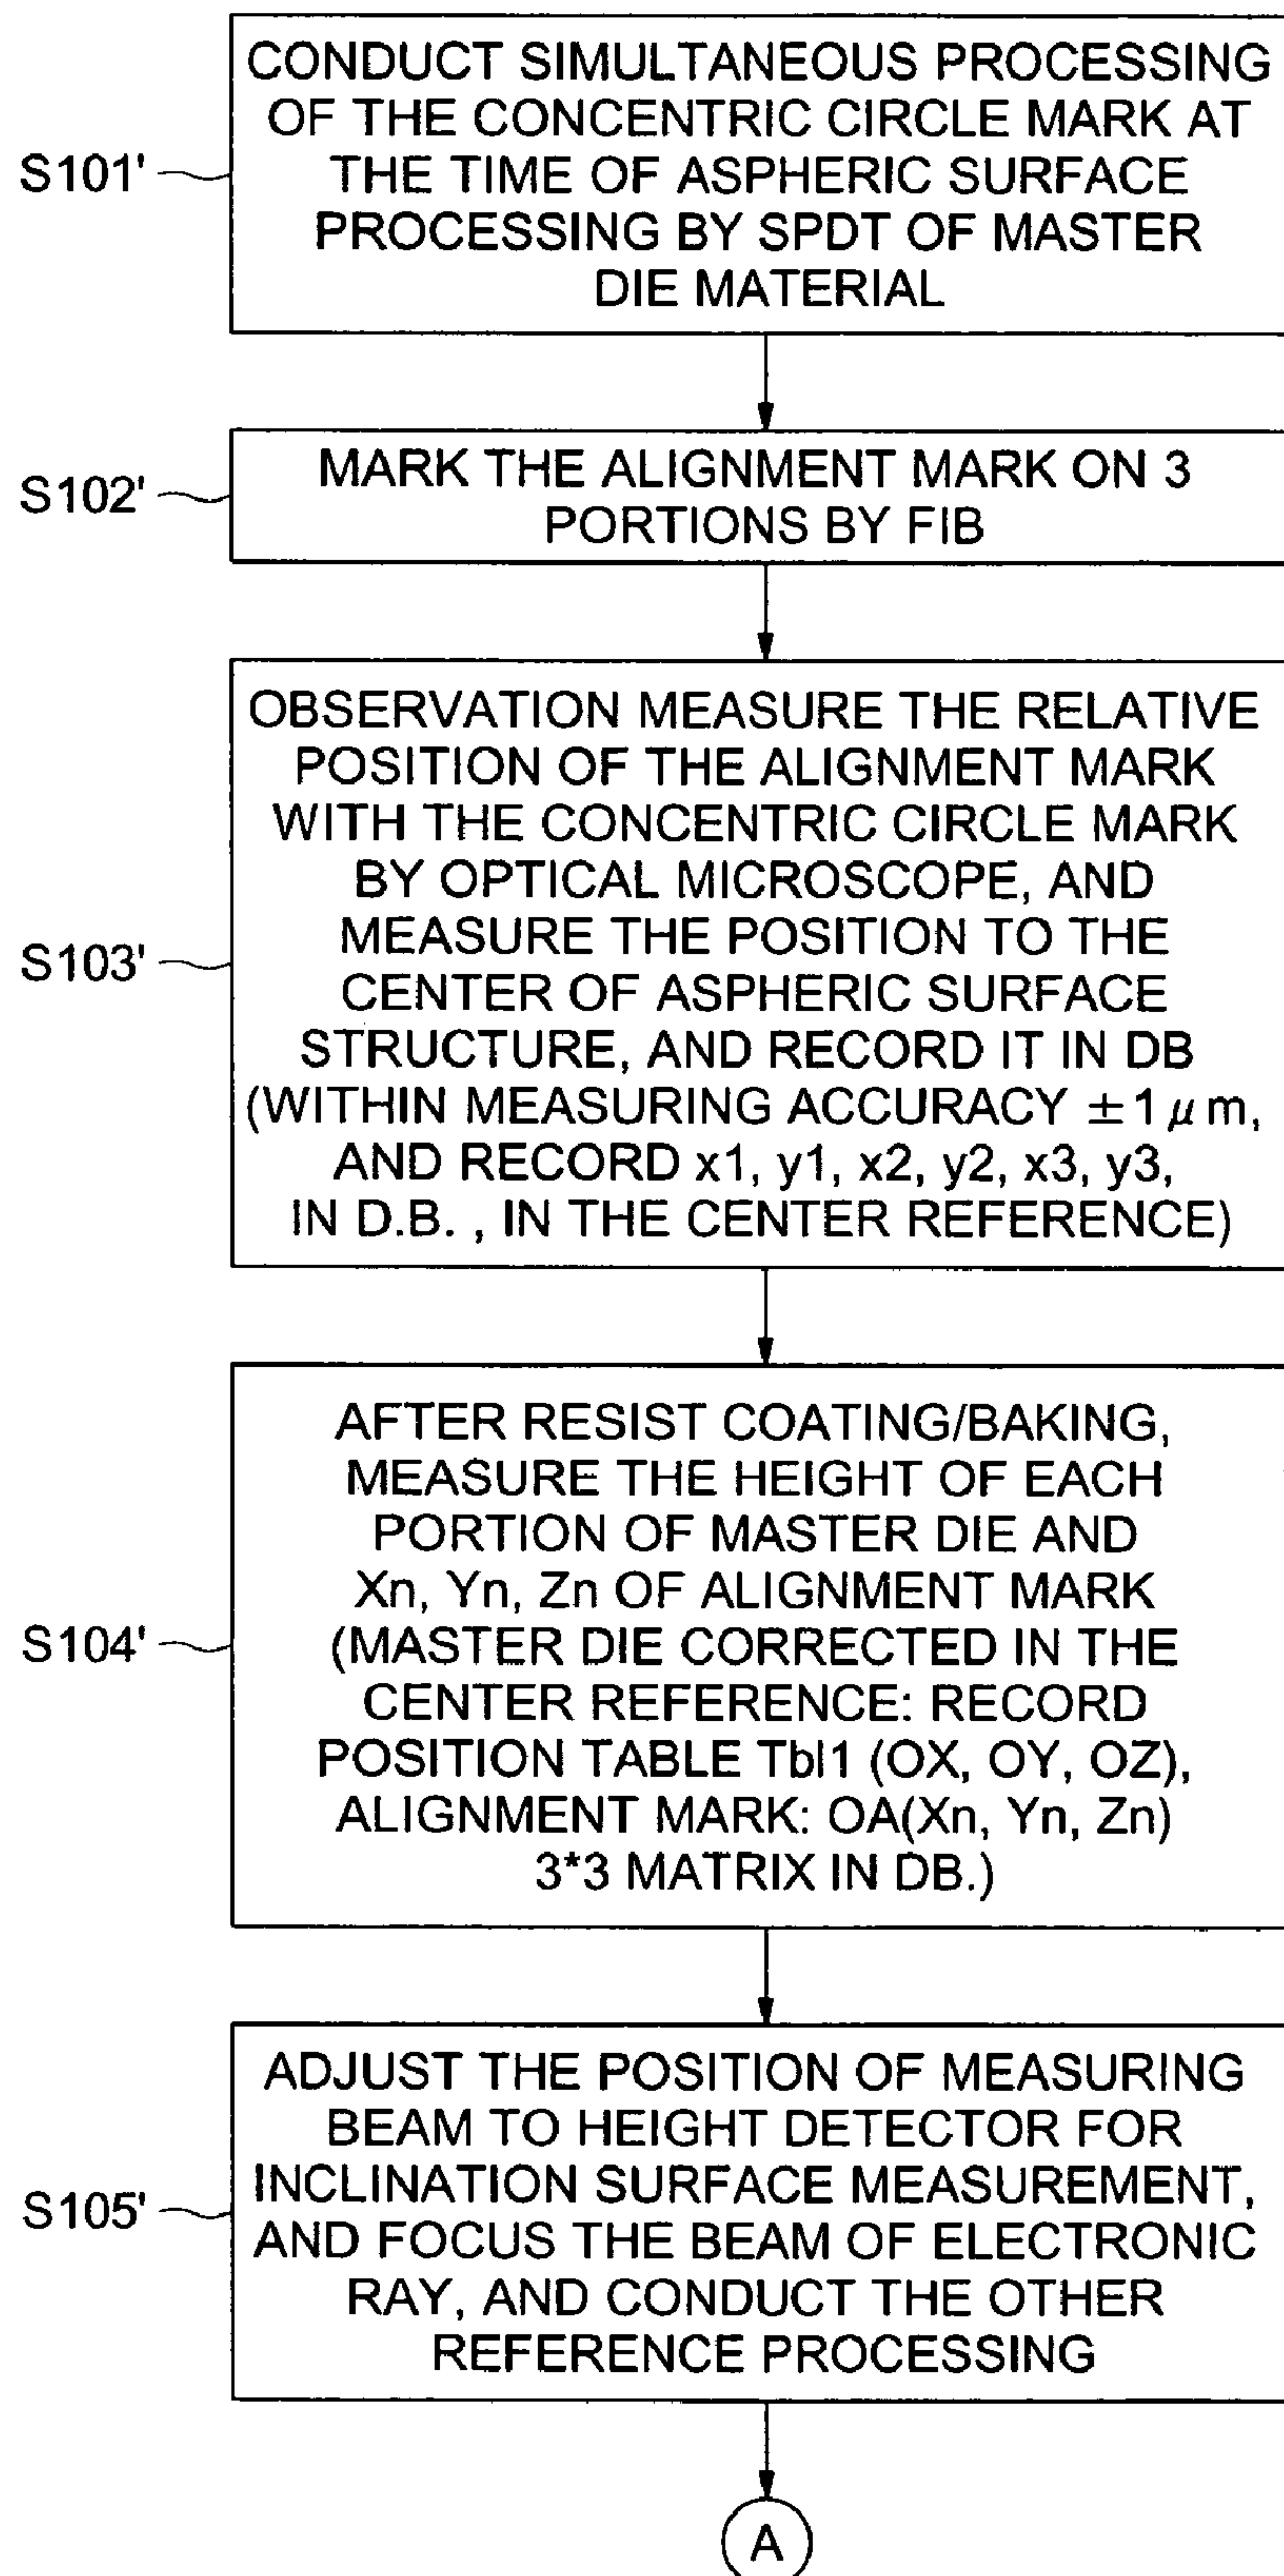 S101'
CONDUCT SIMULTANEOUS PROCESSING
OF THE CONCENTRIC CIRCLE MARK AT
THE TIME OF ASPHERIC SURFACE
PROCESSING BY SPDT OF MASTER
DIE MATERIAL
S102'
MARK THE ALIGNMENT MARK ON 3
PORTIONS BY FIB
S103'
OBSERVATION MEASURE THE RELATIVE
POSITION OF THE ALIGNMENT MARK
WITH THE CONCENTRIC CIRCLE MARK
BY OPTICAL MICROSCOPE, AND
MEASURE THE POSITION TO THE
CENTER OF ASPHERIC SURFACE
STRUCTURE, AND RECORD IT IN DB
(WITHIN MEASURING ACCURACY ±1 μ m,
AND RECORD x1, y1, x2, y2, x3, y3,
IN D.B. , IN THE CENTER REFERENCE)
S104'
AFTER RESIST COATING/BAKING,
MEASURE THE HEIGHT OF EACH
PORTION OF MASTER DIE AND
Xn, Yn, Zn OF ALIGNMENT MARK
(MASTER DIE CORRECTED IN THE
CENTER REFERENCE: RECORD
POSITION TABLE Tbl1 (OX, OY, OZ),
ALIGNMENT MARK: OA(Xn, Yn, Zn)
3*3 MATRIX IN DB.)
S105'
ADJUST THE POSITION OF MEASURING
BEAM TO HEIGHT DETECTOR FOR
INCLINATION SURFACE MEASUREMENT,
AND FOCUS THE BEAM OF ELECTRONIC
RAY, AND CONDUCT THE OTHER
REFERENCE PROCESSING
A